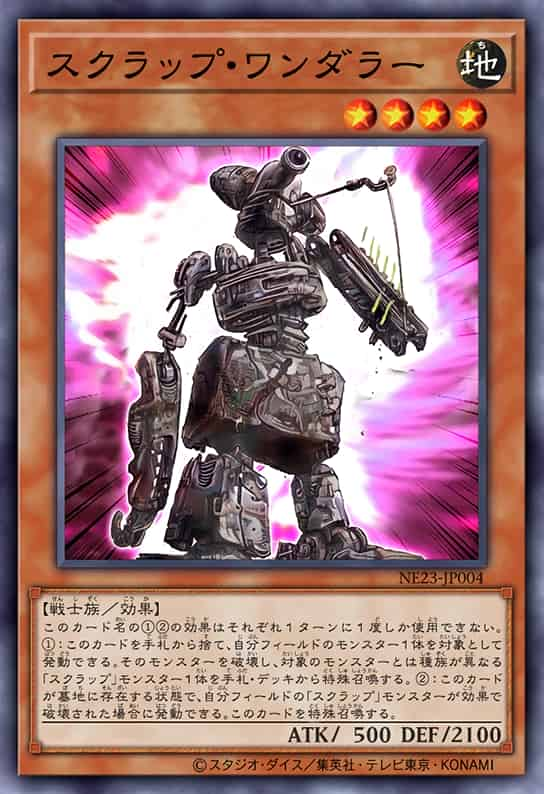 スクラップ・ワンダラー
地
NE23-JP004
【戦士族／効果】
このカード名の①②の効果はそれぞれ1ターンに1度しか使用できない。
①：このカードを手札から捨て、自分フィールドのモンスター1体を対象として
発動できる。そのモンスターを破壊し、対象のモンスターとは種族が異なる
「スクラップ」モンスター1体を手札・デッキから特殊召喚する。②：このカード
が墓地に存在する状態で、自分フィールドの「スクラップ」モンスターが効果で
破壊された場合に発動できる。このカードを特殊召喚する。
ATK/ 500 DEF/2100
©スタジオ・ダイス／集英社・テレビ東京・KONAMI